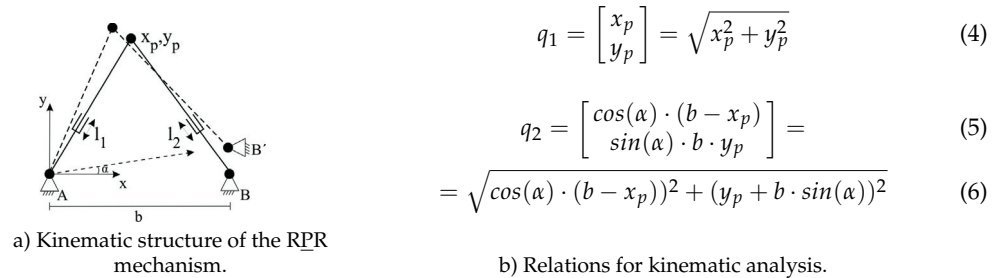 y
x_p,y_p
l_1
l_2
B´
α
A
x
B
b
a) Kinematic structure of the RPR
mechanism.
q_1 = [x_p y_p] = √(x_p^2 + y_p^2) (4)
q_2 = [cos(α) · (b − x_p) sin(α) · b · y_p] = (5)
= √(cos(α) · (b − x_p))^2 + (y_p + b · sin(α))^2 (6)
b) Relations for kinematic analysis.